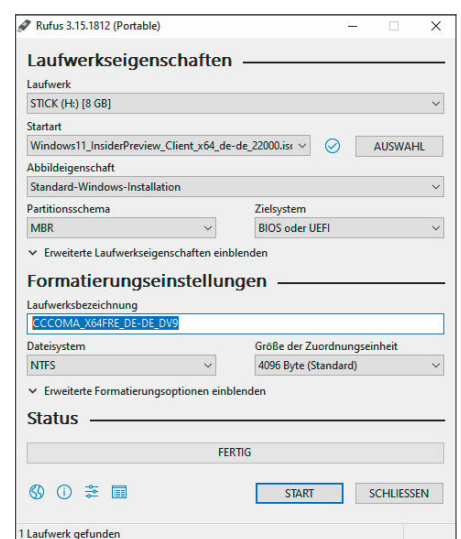 Rufus 3.15.1812 (Portable)
Laufwerkseigenschaften
Laufwerk
STICK (H:) [8 GB]
Startart
Windows11_InsiderPreview_Client_x64_de-de_22000.iso
AUSWAHL
Abbildeigenschaft
Standard-Windows-Installation
Partitionsschema
Zielsystem
MBR
BIOS oder UEFI
Erweiterte Laufwerkseigenschaften einblenden
Formatierungseinstellungen
Laufwerksbezeichnung
CCCOMA_X64FRE_DE-DE_DV9
Dateisystem
Größe der Zuordnungseinheit
NTFS
4096 Byte (Standard)
Erweiterte Formatierungsoptionen einblenden
Status
FERTIG
START
SCHLIESSEN
1 Laufwerk gefunden